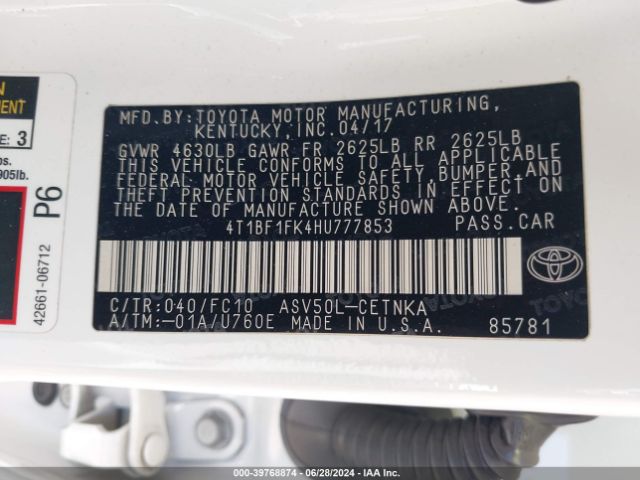 MFD.BY:TOYOTA MOTOR MANUFACTURING,
KENTUCKY,INC.04/17
GVWR 4630LB GAWR FR 2625LB RR 2625LB
THIS VEHICLE CONFORMS TO ALL APPLICABLE
FEDERAL MOTOR VEHICLE SAFETY,BUMPER,AND
THEFT PREVENTION STANDARDS IN EFFECT ON
THE DATE OF MANUFACTURE SHOWN ABOVE.
4T1BF1FK4HU777853 PASS.CAR
C/TR:040/FC10 ASV50L-CETNKA
A/TM:-01A/U760E MADE IN U.S.A. 85781
E: 3
bs.
905lb.
P6
42661-06712
000-39768874 | 06/28/2024 | IAA Inc.